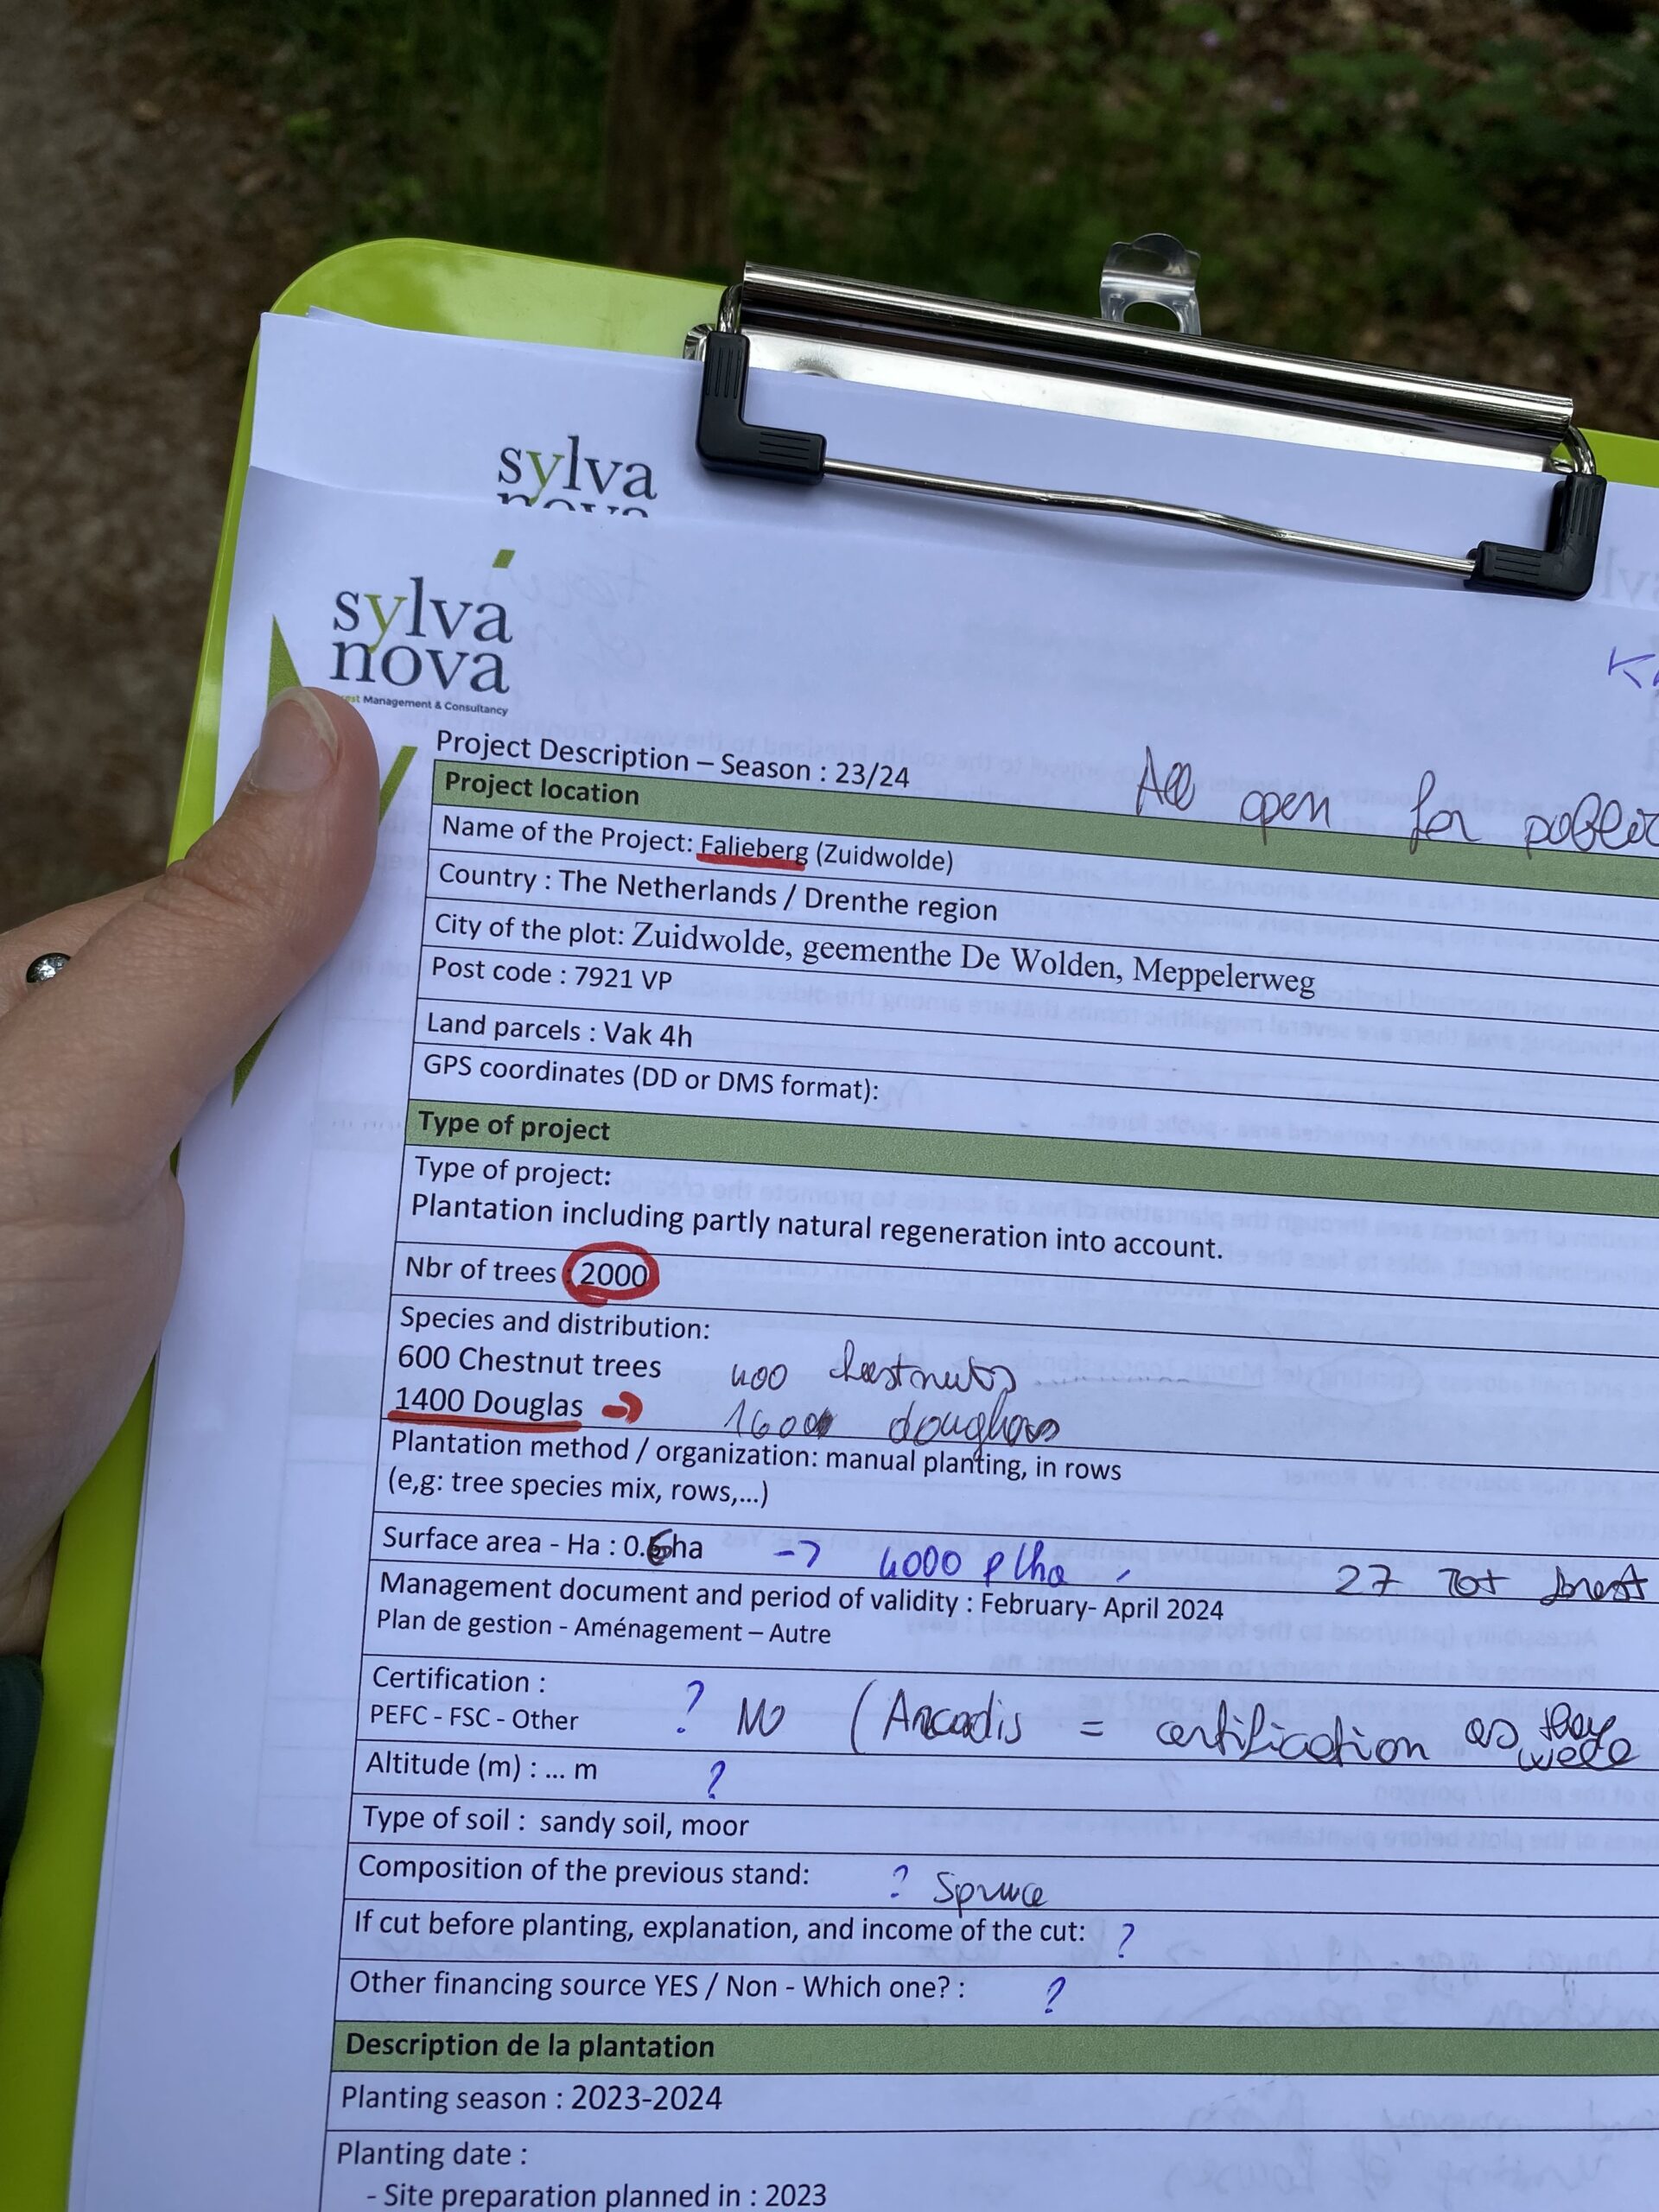 sylva
sylva
nova
Management & Consultancy
Project Description – Season : 23/24
All open for public
Project location
Name of the Project: Falieberg (Zuidwolde)
Country : The Netherlands / Drenthe region
City of the plot: Zuidwolde, geementhe De Wolden, Meppelerweg
Post code : 7921 VP
Land parcels : Vak 4h
GPS coordinates (DD or DMS format):
Type of project
Type of project:
Plantation including partly natural regeneration into account.
Nbr of trees : 2000
Species and distribution:
600 Chestnut trees 400 chestnuts
1400 Douglas → 1600 douglas
Plantation method / organization: manual planting, in rows
(e,g: tree species mix, rows,...)
Surface area - Ha : 0. ha → 4000 p/ha 27 Tot forest
Management document and period of validity : February- April 2024
Plan de gestion - Aménagement – Autre
Certification :
PEFC - FSC - Other ? NO (Arcadis = certification as they
Altitude (m) : ... m ?
Type of soil : sandy soil, moor
Composition of the previous stand: ? Spruce
If cut before planting, explanation, and income of the cut: ?
Other financing source YES / Non - Which one? : ?
Description de la plantation
Planting season : 2023-2024
Planting date :
- Site preparation planned in : 2023